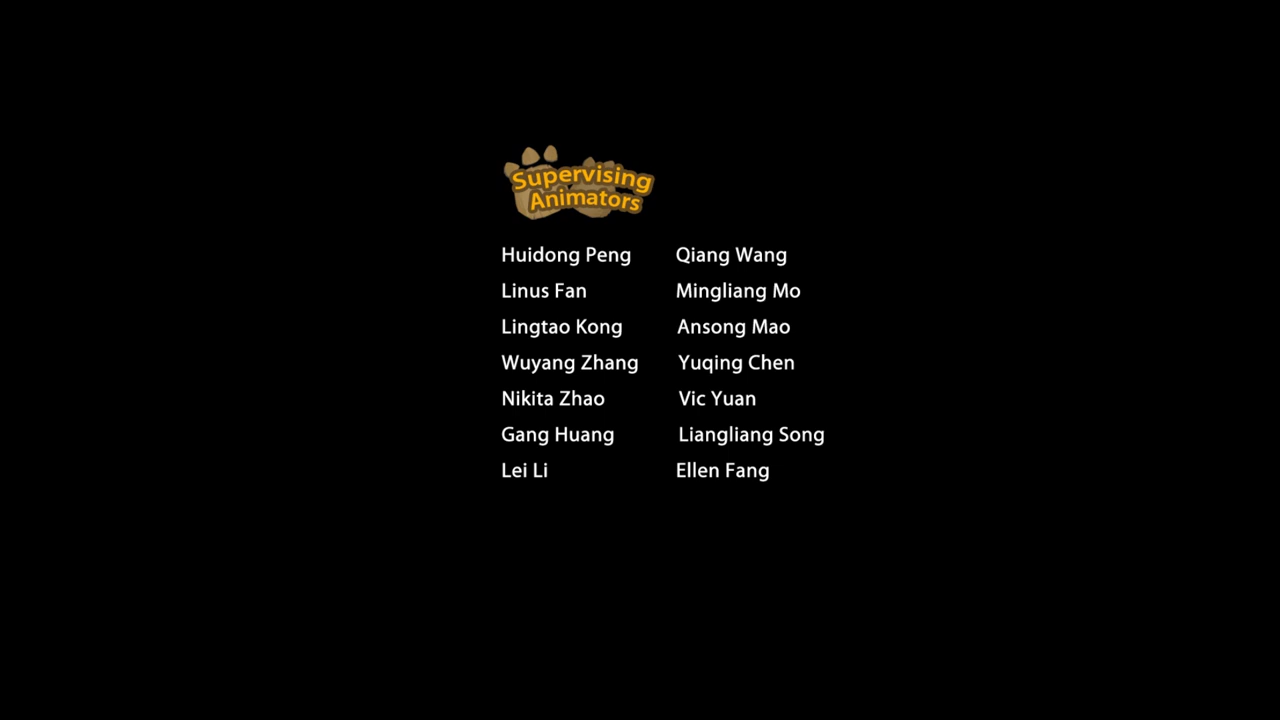 Supervising
Animators
Huidong Peng Qiang Wang
Linus Fan Mingliang Mo
Lingtao Kong Ansong Mao
Wuyang Zhang Yuqing Chen
Nikita Zhao Vic Yuan
Gang Huang Liangliang Song
Lei Li Ellen Fang